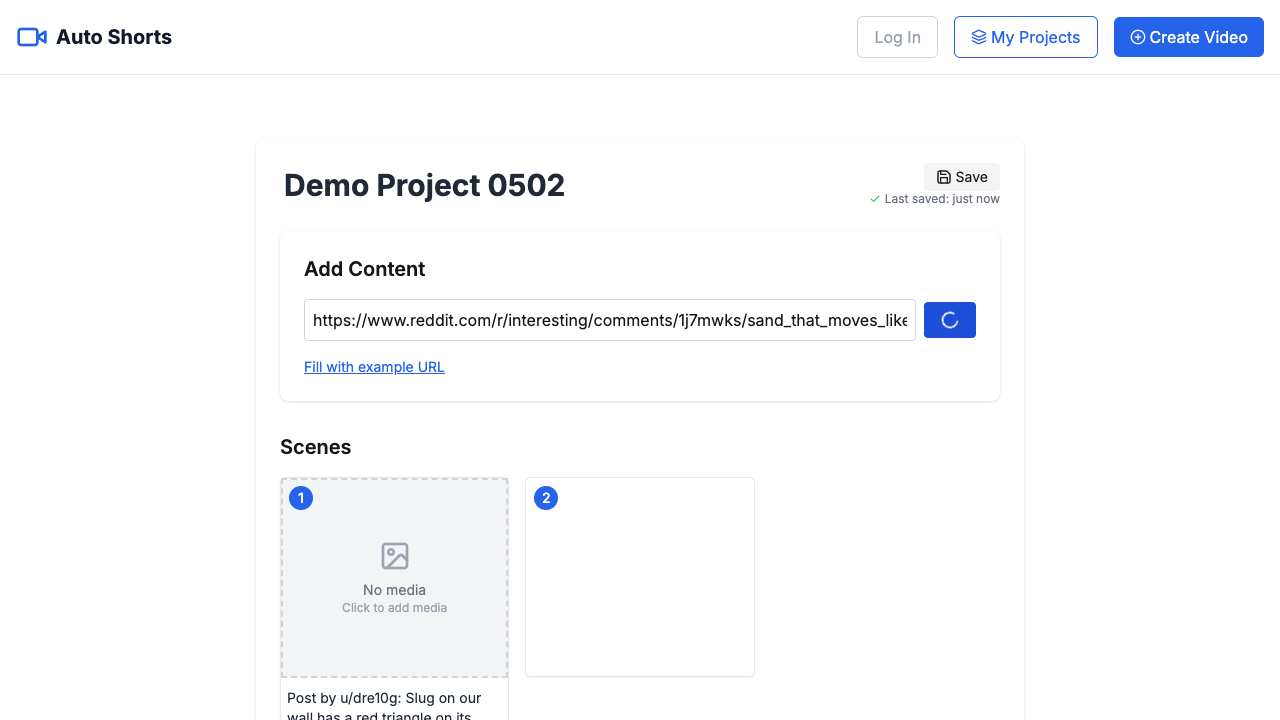 Auto Shorts
Log In
My Projects
Create Video
Demo Project 0502
Save
Last saved: just now
Add Content
https://www.reddit.com/r/interesting/comments/1j7mwks/sand_that_moves_like
Fill with example URL
Scenes
1
2
No media
Click to add media
Post by u/dre10g: Slug on our
wall has a red triangle on its